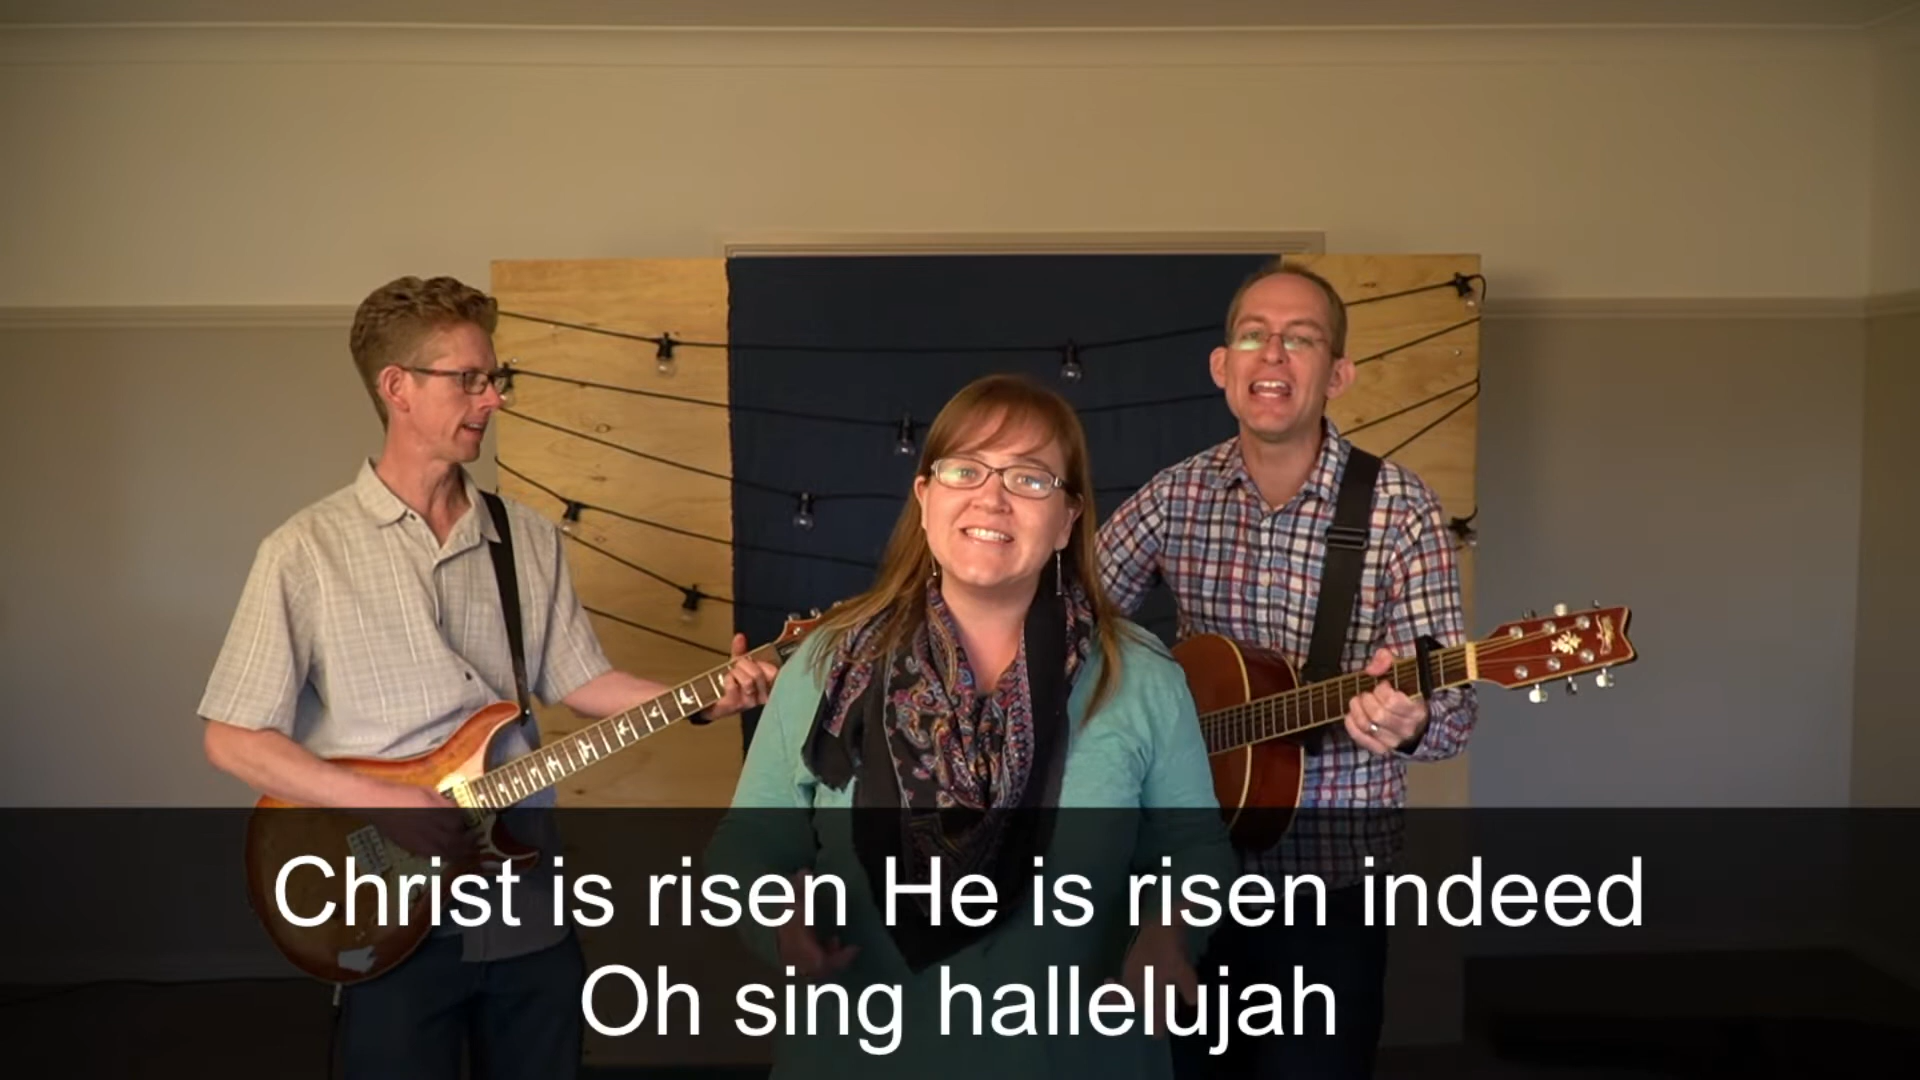 Christ is risen He is risen indeed
Oh sing hallelujah